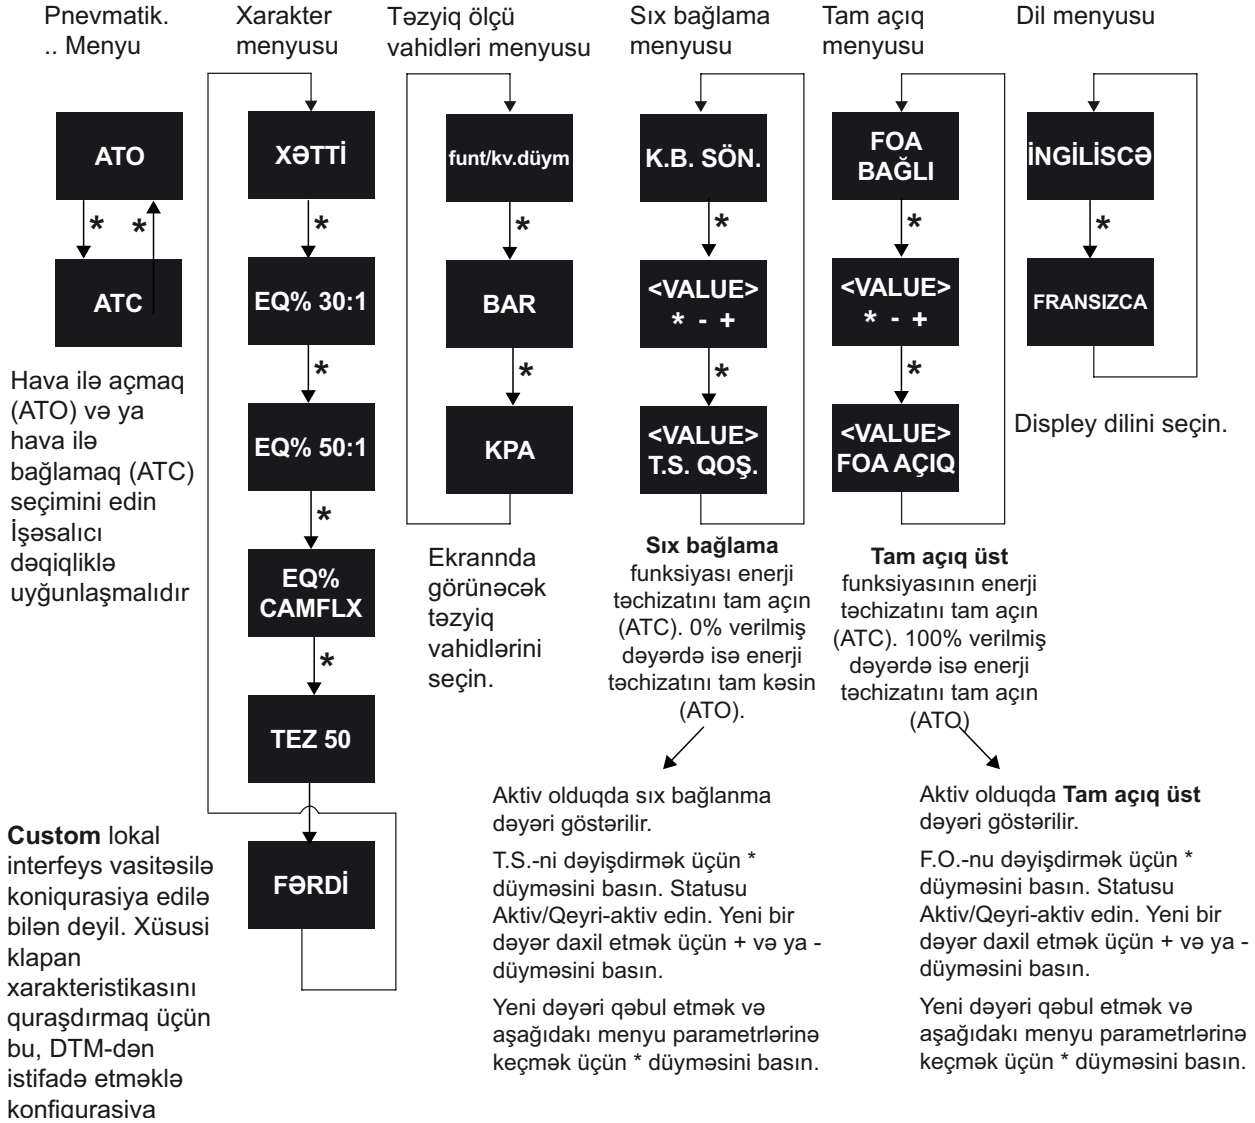 Pnevmatik.
.. Menyu
Xarakter
menyusu
Təzyiq ölçü
vahidləri menyusu
Sıx bağlama
menyusu
Tam açıq
menyusu
Dil menyusu
ATO
*
*
ATC
Hava ilə açmaq
(ATO) və ya
hava ilə
bağlamaq (ATC)
seçimini edin
İşəsalıcı
dəqiqliklə
uyğunlaşmalıdır
XƏTTİ
*
EQ% 30:1
*
EQ% 50:1
*
EQ%
CAMFLX
*
TEZ 50
FƏRDİ
Custom lokal
interfeys vasitəsilə
koniqurasiya edilə
bilən deyil. Xüsusi
klapan
xarakteristikasını
quraşdırmaq üçün
bu, DTM-dən
istifadə etməklə
konfiqurasiya
funt/kv.düym
*
BAR
*
KPA
Ekrannda
görünəcək
təzyiq
vahidlərini
seçin.
K.B. SÖN.
*
<VALUE>
* - +
*
<VALUE>
T.S. QOŞ.
Sıx bağlama
funksiyası enerji
təchizatını tam açın
(ATC). 0% verilmiş
dəyərdə isə enerji
təchizatını tam kəsin
(ATO).
Aktiv olduqda sıx bağlanma
dəyəri göstərilir.
T.S.-ni dəyişdirmək üçün *
düyməsini basın. Statusu
Aktiv/Qeyri-aktiv edin. Yeni bir
dəyər daxil etmək üçün + və ya -
düyməsini basın.
Yeni dəyəri qəbul etmək və
aşağıdakı menyu parametrlərinə
keçmək üçün * düyməsini basın.
FOA
BAĞLI
*
<VALUE>
* - +
*
<VALUE>
FOA AÇIQ
Tam açıq üst
funksiyasının enerji
təchizatını tam açın
(ATC). 100% verilmiş
dəyərdə isə enerji
təchizatını tam açın
(ATO)
Aktiv olduqda Tam açıq üst
dəyəri göstərilir.
F.O.-nu dəyişdirmək üçün *
düyməsini basın. Statusu
Aktiv/Qeyri-aktiv edin. Yeni bir
dəyər daxil etmək üçün + və ya -
düyməsini basın.
Yeni dəyəri qəbul etmək və
aşağıdakı menyu parametrlərinə
keçmək üçün * düyməsini basın.
İNGİLİSCƏ
*
FRANSIZCA
Displey dilini seçin.